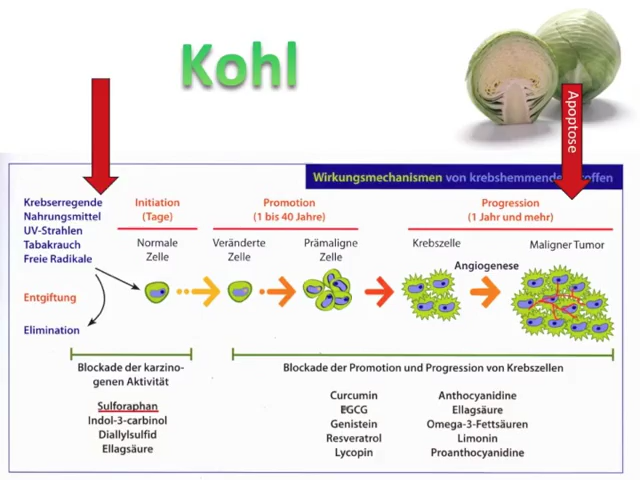 Kohl
Apoptose
Wirkungsmechanismen von krebshemmenden
Krebserregende
Nahrungsmittel
UV-Strahlen
Tabakrauch
Freie Radikale
Initiation
(Tage)
Promotion
(1 bis 40 Jahre)
Progression
(1 Jahr und mehr)
Normale
Zelle
Veränderte
Zelle
Prämaligne
Zelle
Krebszelle
Maligner Tumor
Angiogenese
Entgiftung
Elimination
Blockade der karzino-
genen Aktivität
Blockade der Promotion und Progression von Krebszellen
Sulforaphan
Indol-3-carbinol
Diallylsulfid
Ellagsäure
Curcumin
EGCG
Genistein
Resveratrol
Lycopin
Anthocyanidine
Ellagsäure
Omega-3-Fettsäuren
Limonin
Proanthocyanidine